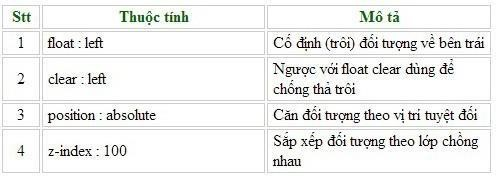 Stt Thuộc tính Mô tả
1 float : left Cố định (trôi) đối tượng về bên trái
2 clear : left Ngược với float clear dùng để
chống thả trôi
3 position : absolute Căn đối tượng theo vị trí tuyệt đối
4 z-index : 100 Sắp xếp đối tượng theo lớp chồng
nhau